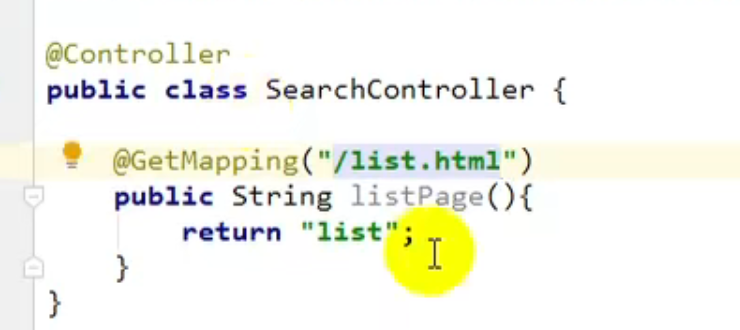 @Controller
public class SearchController {
@GetMapping("/list.html")
public String listPage(){
return "list";
}
}